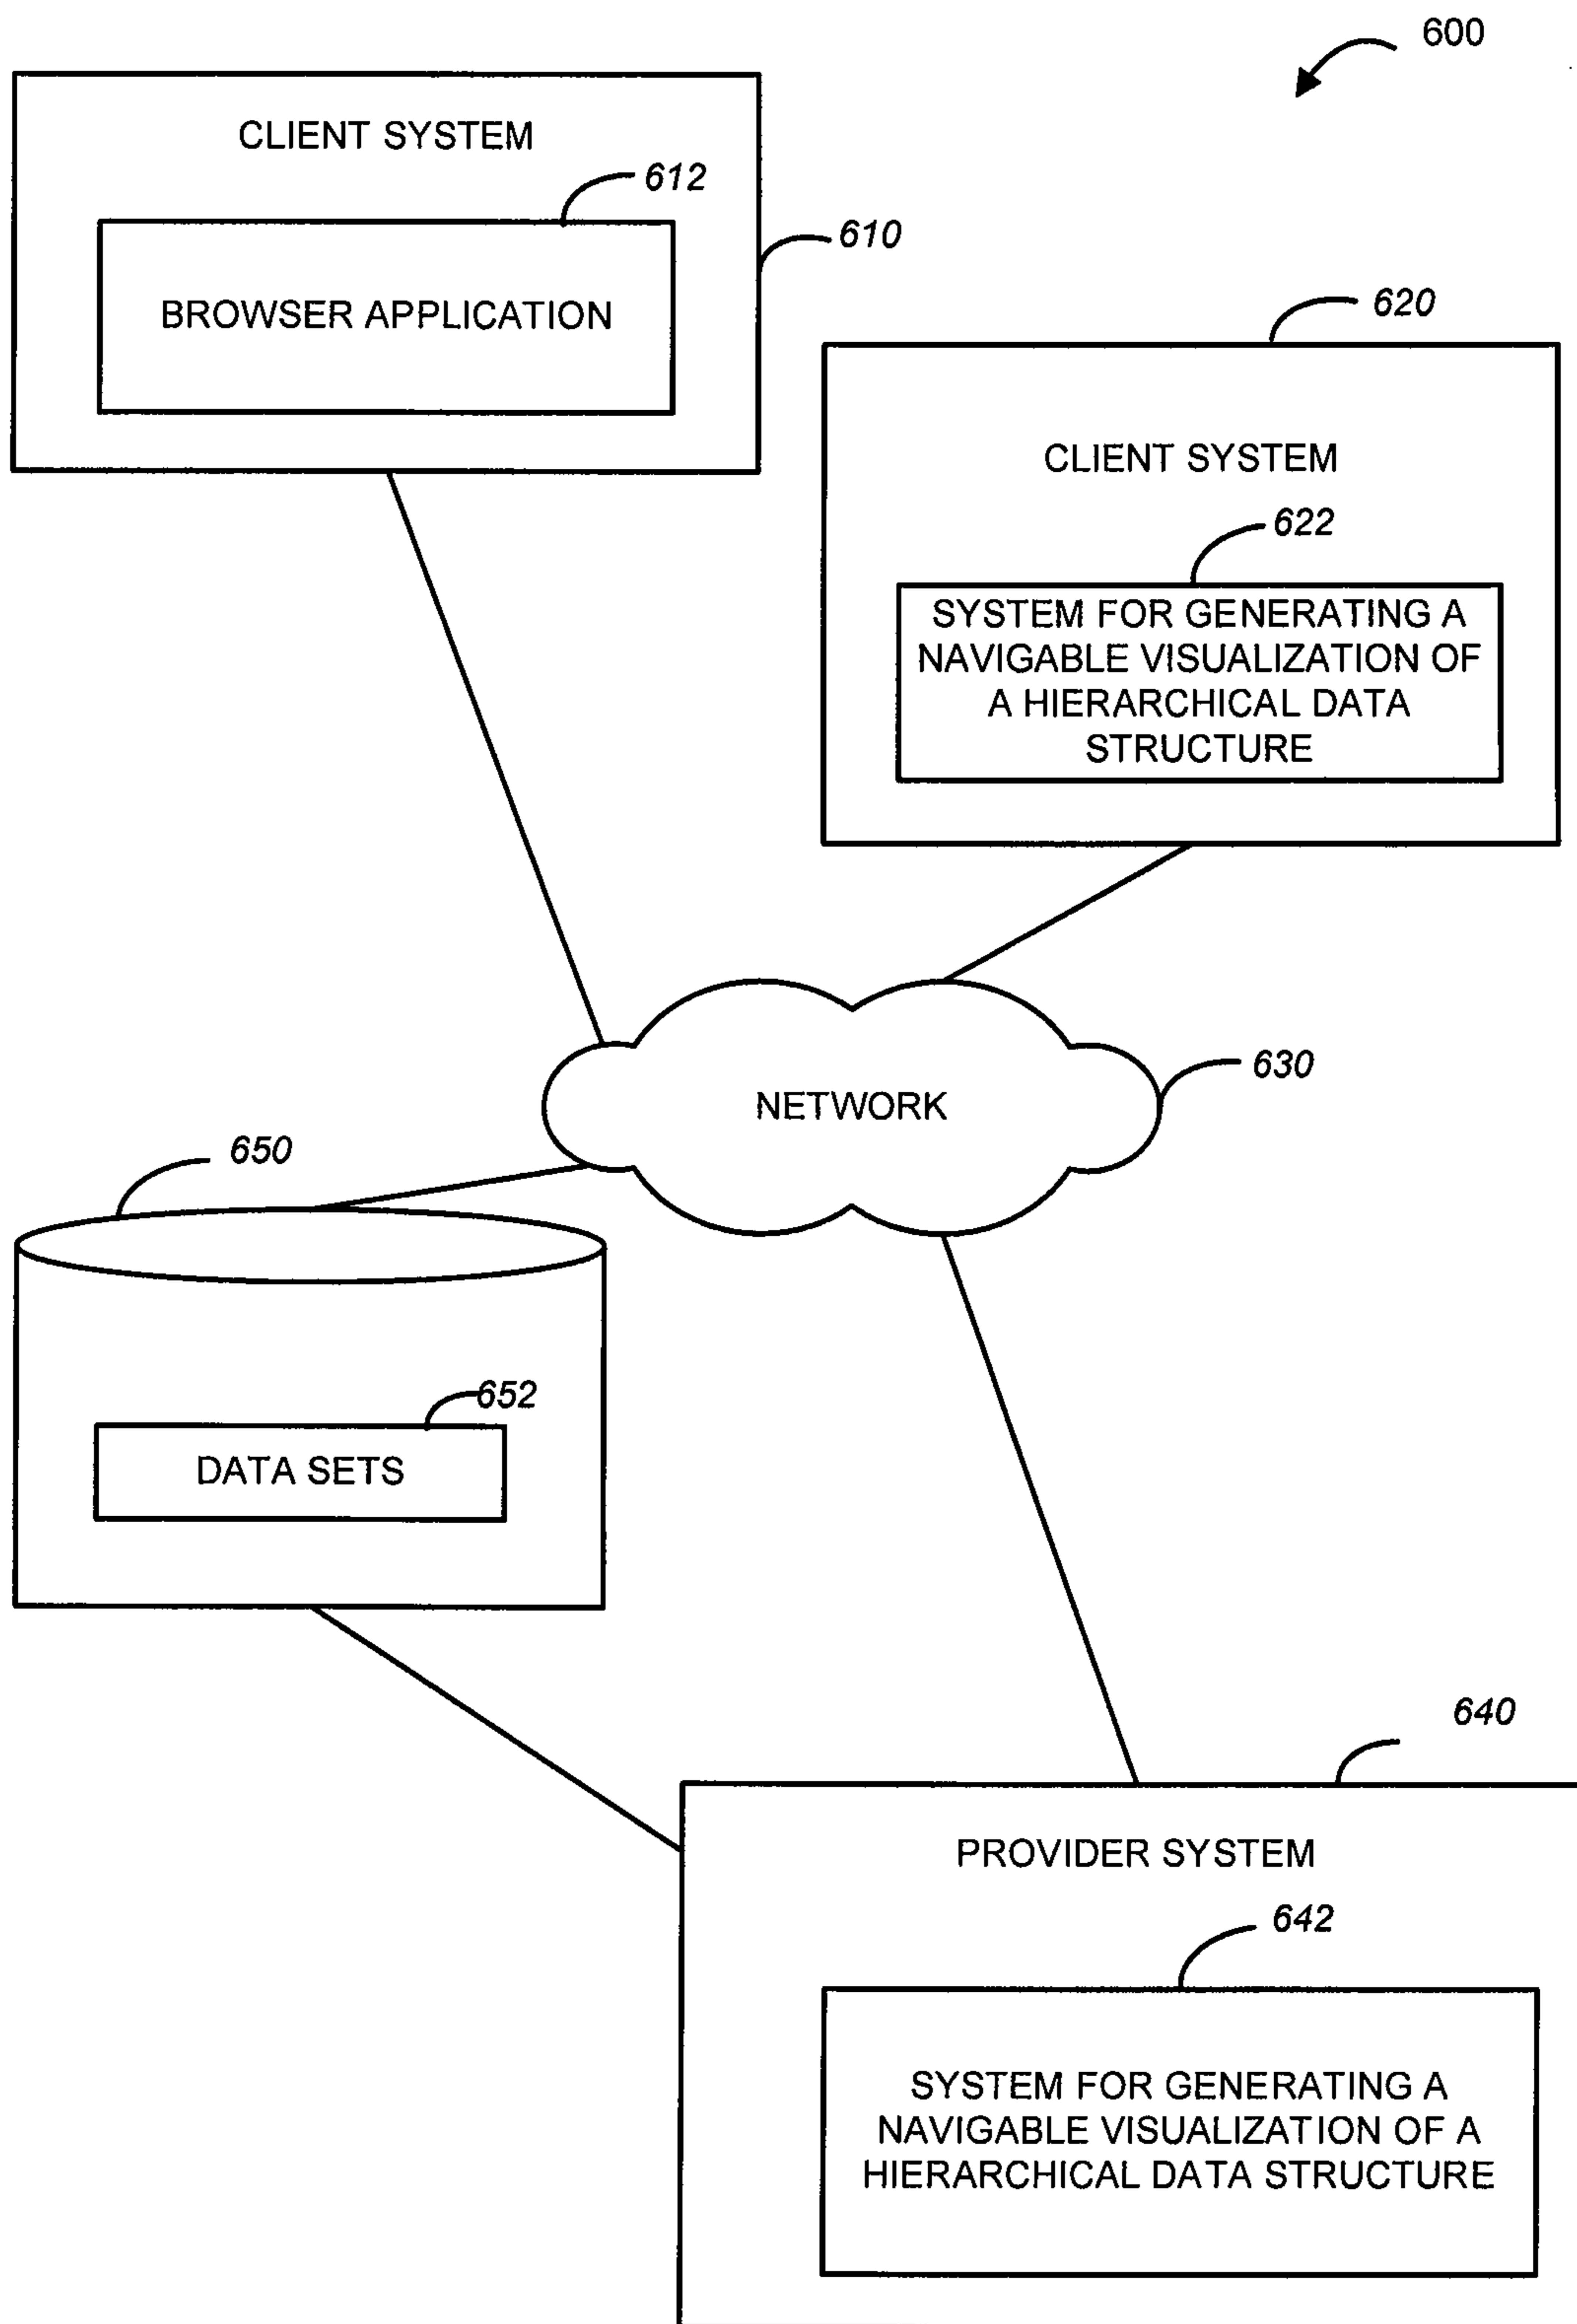 600
CLIENT SYSTEM
612
610
BROWSER APPLICATION
620
CLIENT SYSTEM
622
SYSTEM FOR GENERATING A
NAVIGABLE VISUALIZATION OF
A HIERARCHICAL DATA
STRUCTURE
630
NETWORK
650
652
DATA SETS
640
PROVIDER SYSTEM
642
SYSTEM FOR GENERATING A
NAVIGABLE VISUALIZATION OF A
HIERARCHICAL DATA STRUCTURE